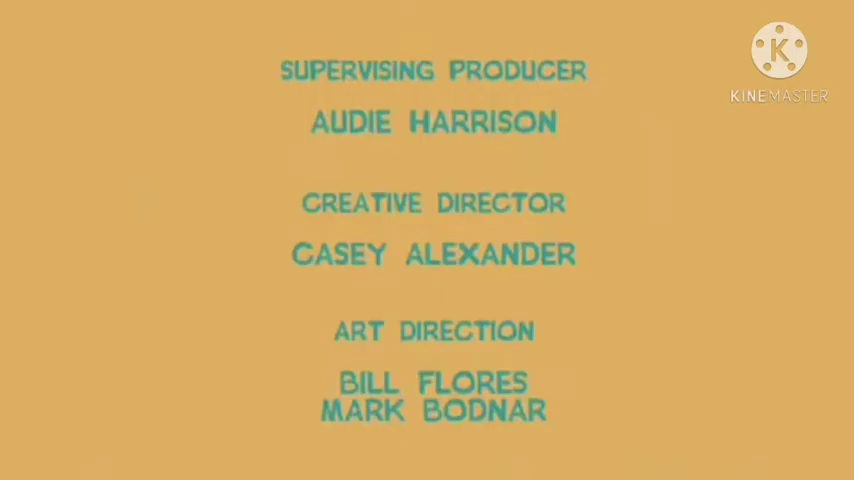 SUPERVISING PRODUCER
AUDIE HARRISON
CREATIVE DIRECTOR
CASEY ALEXANDER
ART DIRECTION
BILL FLORES
MARK BODNAR
K
KINEMASTER